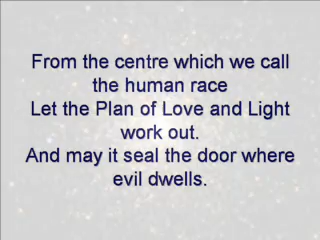 From the centre which we call
the human race
Let the Plan of Love and Light
work out.
And may it seal the door where
evil dwells.